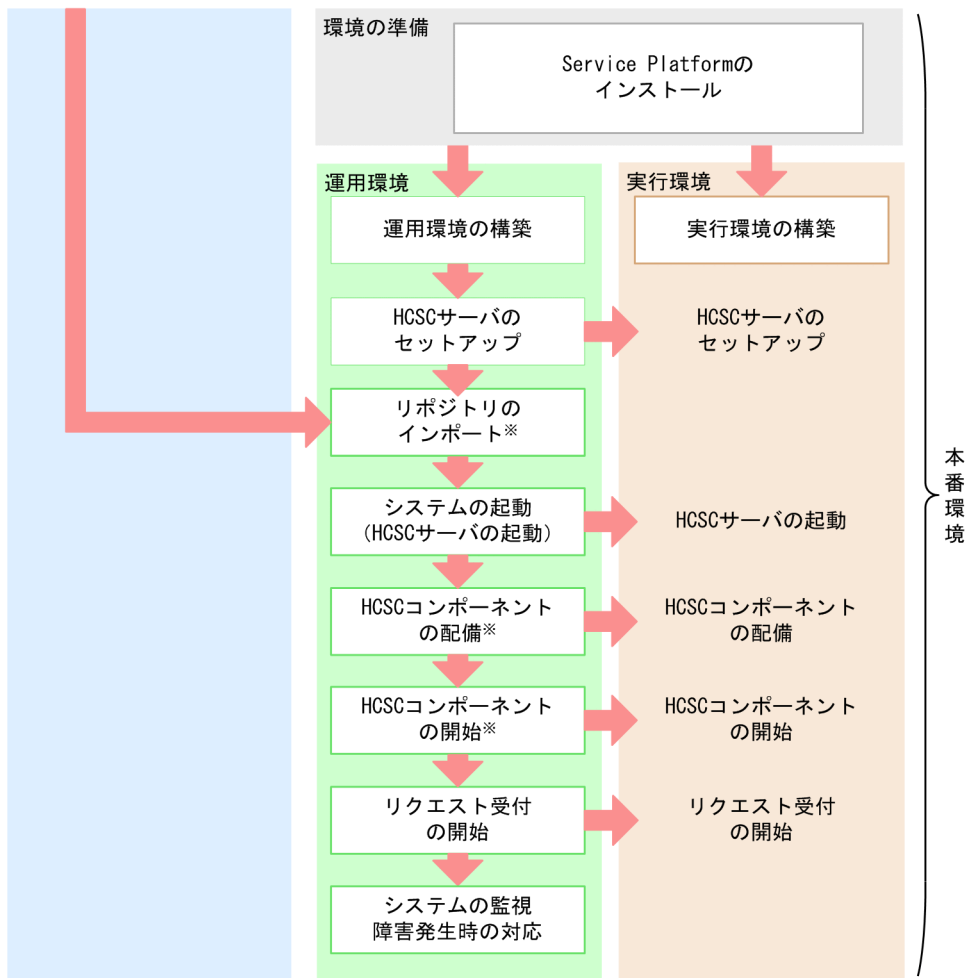 環境の準備
Service Platformの
インストール
運用環境
実行環境
運用環境の構築
実行環境の構築
HCSCサーバの
セットアップ
HCSCサーバの
セットアップ
リポジトリの
インポート※
システムの起動
(HCSCサーバの起動)
HCSCサーバの起動
HCSCコンポーネント
の配備※
HCSCコンポーネント
の配備
HCSCコンポーネント
の開始※
HCSCコンポーネント
の開始
リクエスト受付
の開始
リクエスト受付
の開始
システムの監視
障害発生時の対応
本番環境